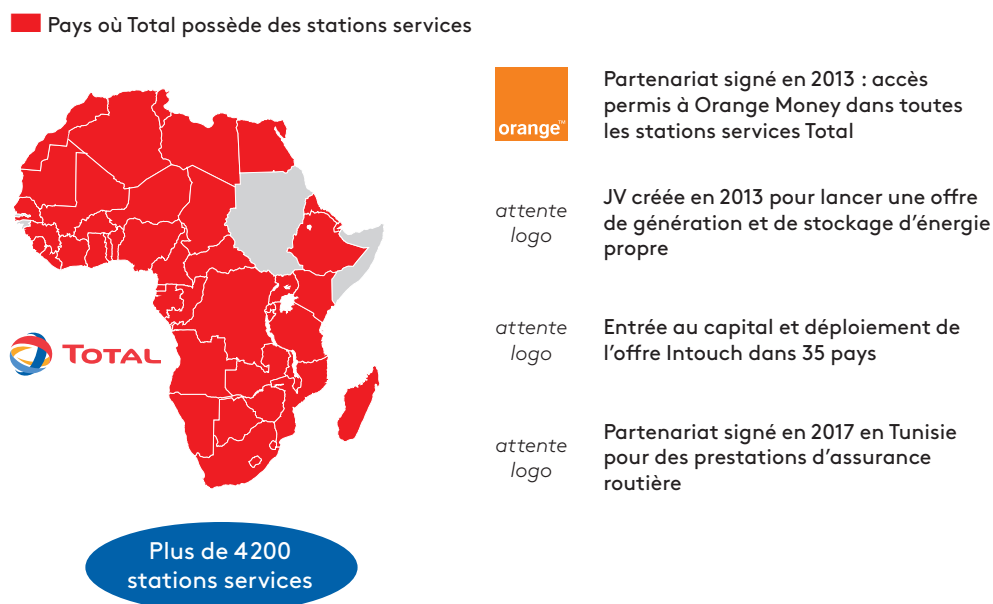 Pays où Total possède des stations services
orange™
Partenariat signé en 2013 : accès
permis à Orange Money dans toutes
les stations services Total
attente
logo
JV créée en 2013 pour lancer une offre
de génération et de stockage d'énergie
propre
TOTAL
attente
logo
Entrée au capital et déploiement de
l'offre Intouch dans 35 pays
attente
logo
Partenariat signé en 2017 en Tunisie
pour des prestations d'assurance
routière
Plus de 4200
stations services